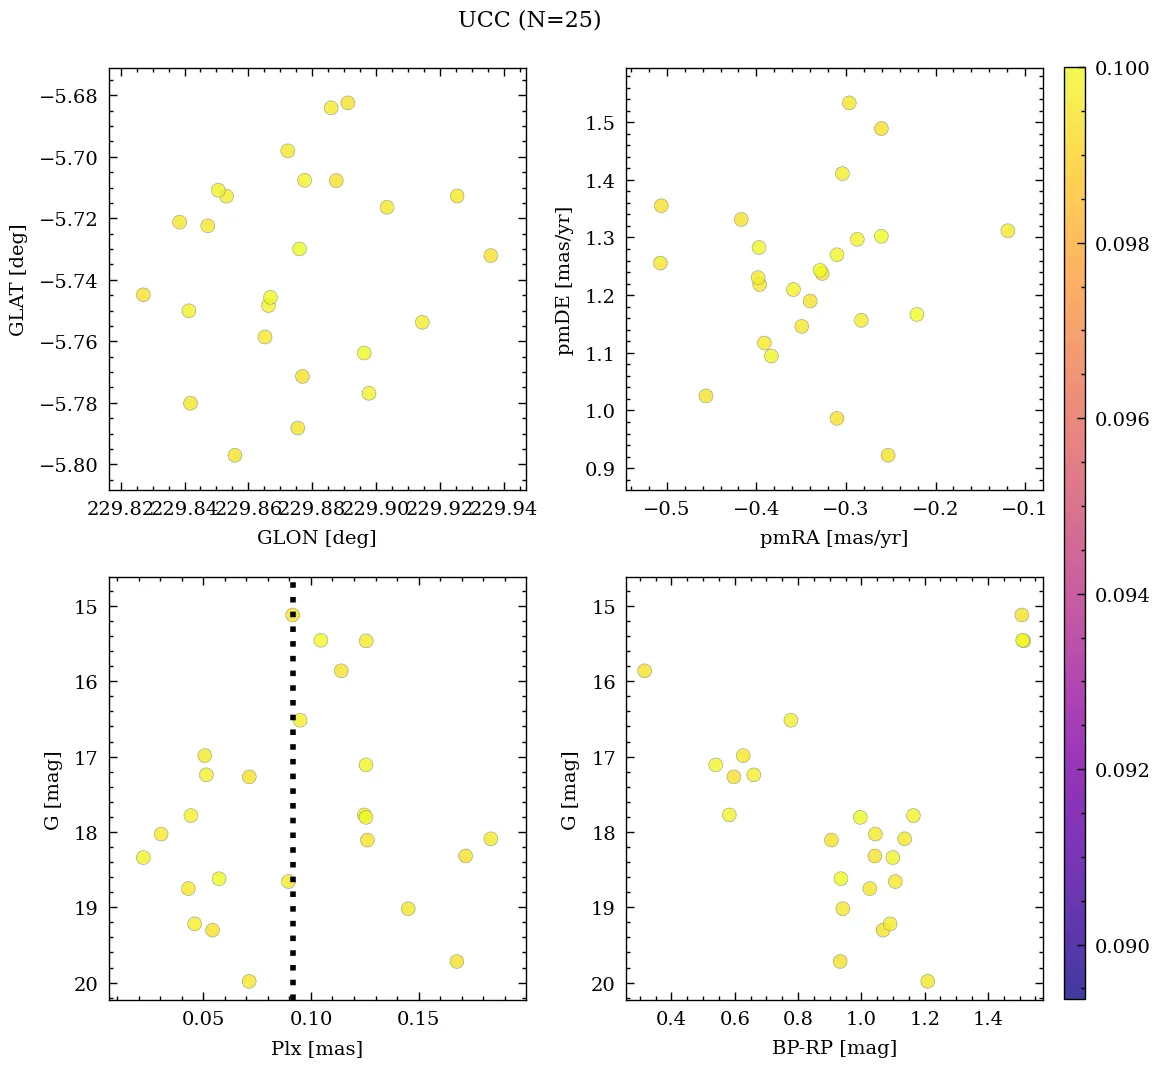 UCC (N=25)
−5.68
−5.70
−5.72
−5.74
−5.76
−5.78
−5.80
GLAT [deg]
229.82 229.84 229.86 229.88 229.90 229.92 229.94
GLON [deg]
1.5
1.4
1.3
1.2
1.1
1.0
0.9
pmDE [mas/yr]
−0.5 −0.4 −0.3 −0.2 −0.1
pmRA [mas/yr]
15
16
17
18
19
20
G [mag]
0.05 0.10 0.15
Plx [mas]
15
16
17
18
19
20
G [mag]
0.4 0.6 0.8 1.0 1.2 1.4
BP-RP [mag]
0.100
0.098
0.096
0.094
0.092
0.090